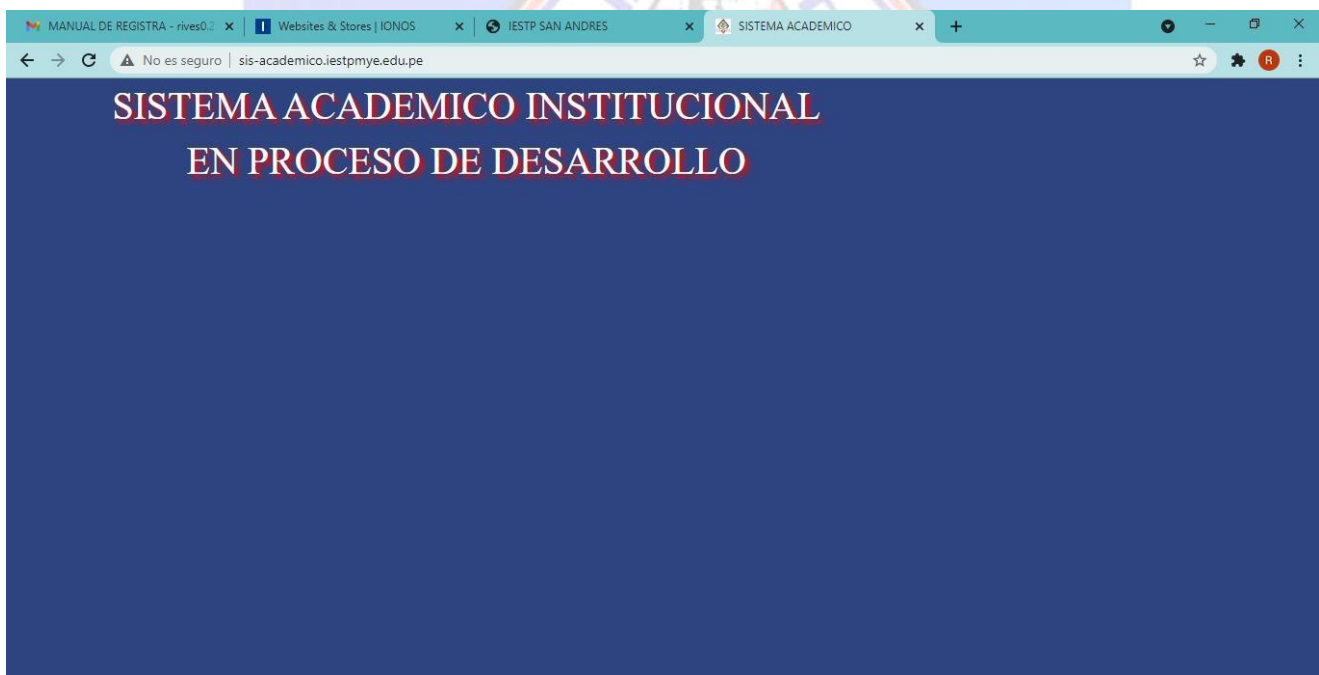 MANUAL DE REGISTRA - rives0.2
Websites & Stores | IONOS
IESTP SAN ANDRES
SISTEMA ACADEMICO
No es seguro | sis-academico.iestpmye.edu.pe
R
SISTEMA ACADEMICO INSTITUCIONAL
EN PROCESO DE DESARROLLO